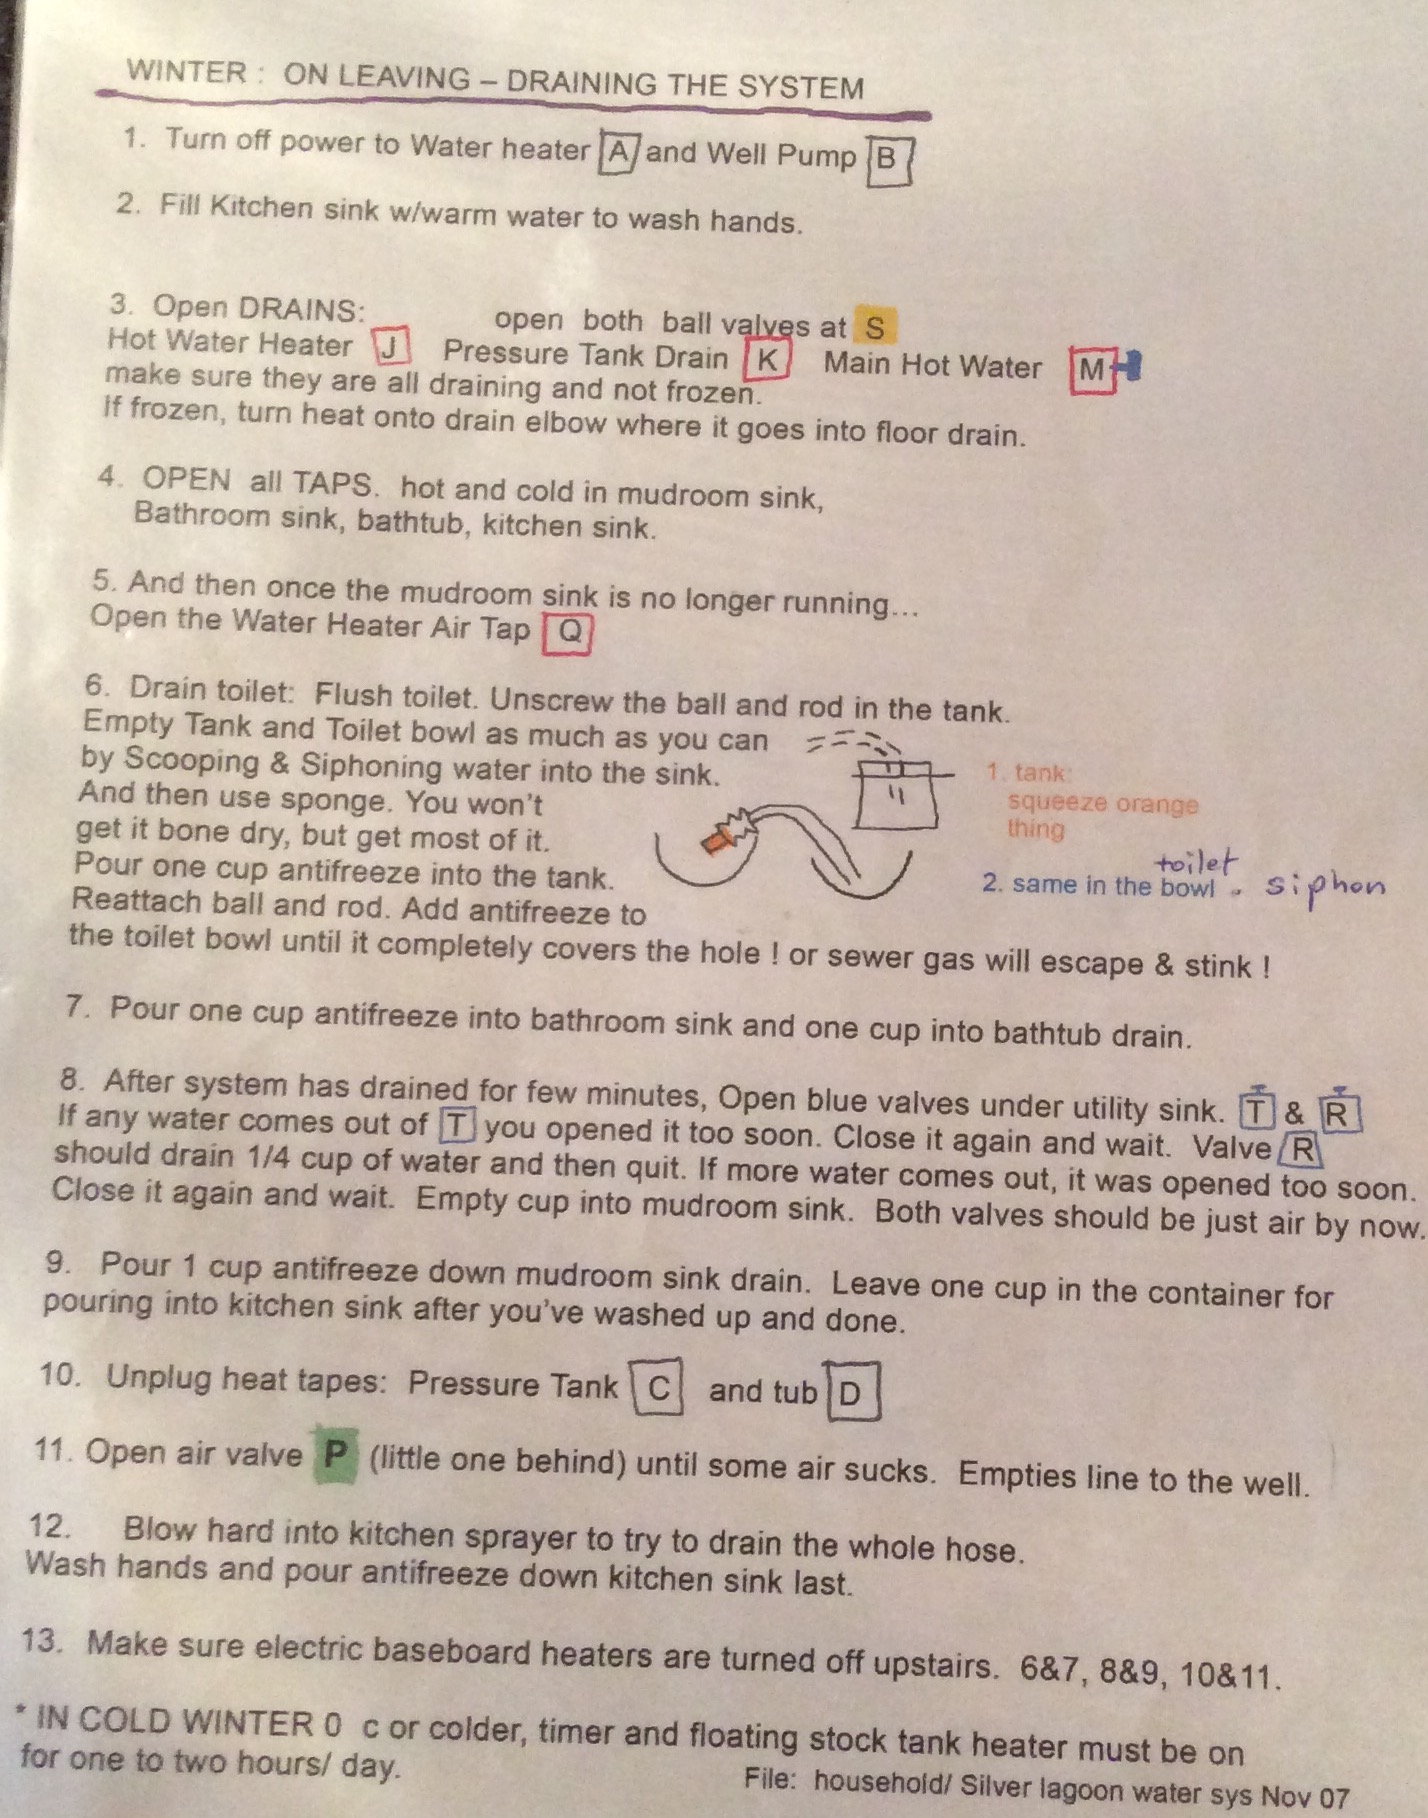 WINTER : ON LEAVING – DRAINING THE SYSTEM
1. Turn off power to Water heater A and Well Pump B
2. Fill Kitchen sink w/warm water to wash hands.
3. Open DRAINS: open both ball valves at S
Hot Water Heater J Pressure Tank Drain K Main Hot Water M
make sure they are all draining and not frozen.
If frozen, turn heat onto drain elbow where it goes into floor drain.
4. OPEN all TAPS. hot and cold in mudroom sink,
Bathroom sink, bathtub, kitchen sink.
5. And then once the mudroom sink is no longer running...
Open the Water Heater Air Tap Q
6. Drain toilet: Flush toilet. Unscrew the ball and rod in the tank.
Empty Tank and Toilet bowl as much as you can
by Scooping & Siphoning water into the sink.
And then use sponge. You won't
get it bone dry, but get most of it.
Pour one cup antifreeze into the tank.
Reattach ball and rod. Add antifreeze to
the toilet bowl until it completely covers the hole ! or sewer gas will escape & stink !
1. tank:
squeeze orange
thing
toilet
2. same in the bowl . siphon
7. Pour one cup antifreeze into bathroom sink and one cup into bathtub drain.
8. After system has drained for few minutes, Open blue valves under utility sink. T & R
If any water comes out of T you opened it too soon. Close it again and wait. Valve R
should drain 1/4 cup of water and then quit. If more water comes out, it was opened too soon.
Close it again and wait. Empty cup into mudroom sink. Both valves should be just air by now.
9. Pour 1 cup antifreeze down mudroom sink drain. Leave one cup in the container for
pouring into kitchen sink after you've washed up and done.
10. Unplug heat tapes: Pressure Tank C and tub D
11. Open air valve P (little one behind) until some air sucks. Empties line to the well.
12. Blow hard into kitchen sprayer to try to drain the whole hose.
Wash hands and pour antifreeze down kitchen sink last.
13. Make sure electric baseboard heaters are turned off upstairs. 6&7, 8&9, 10&11.
* IN COLD WINTER 0 c or colder, timer and floating stock tank heater must be on
for one to two hours/ day.
File: household/ Silver lagoon water sys Nov 07